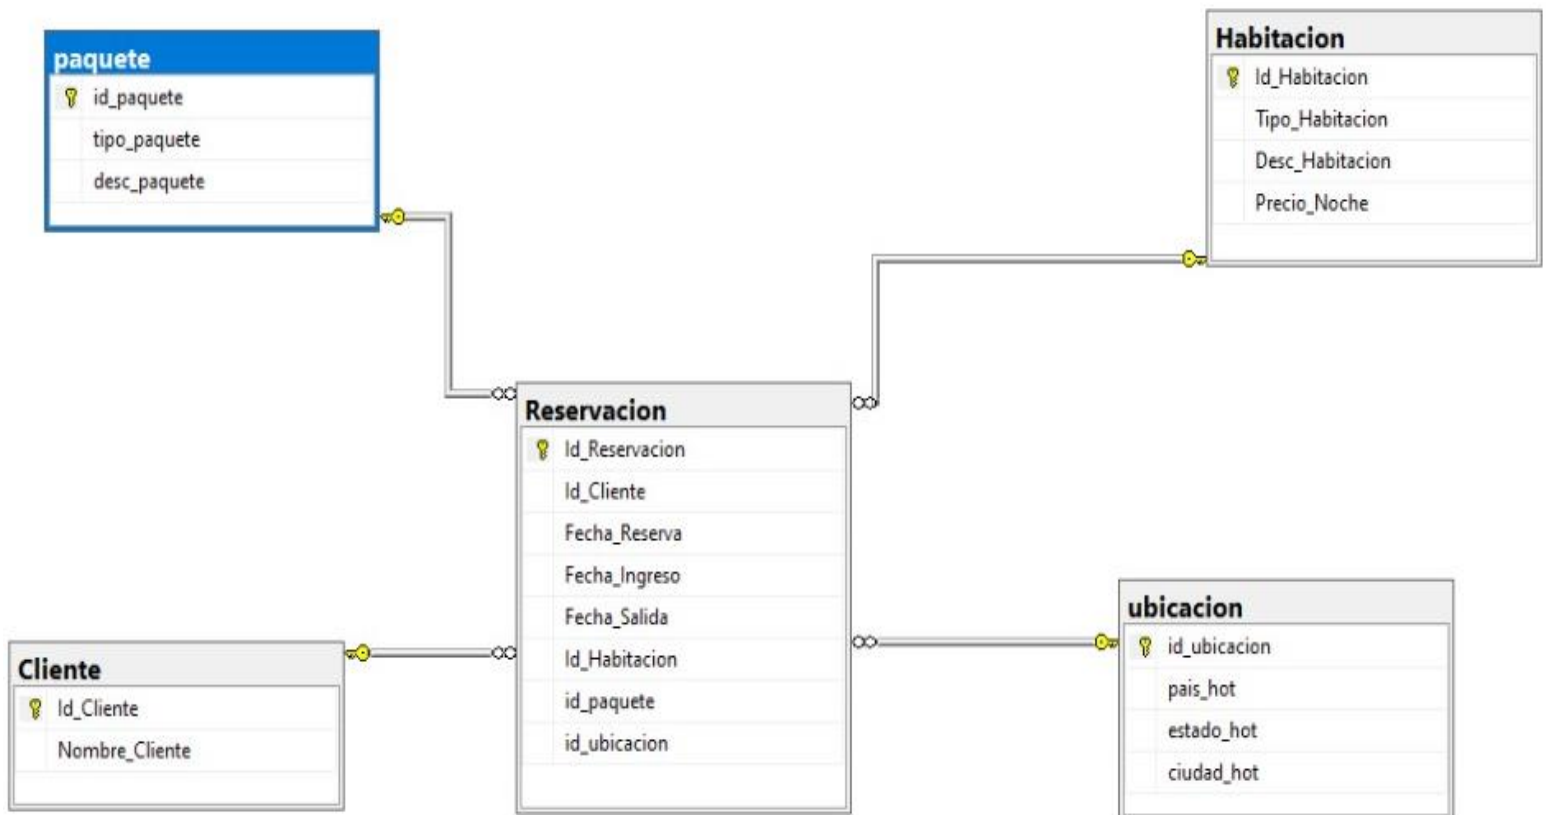 paquete
id_paquete
tipo_paquete
desc_paquete
Habitacion
Id_Habitacion
Tipo_Habitacion
Desc_Habitacion
Precio_Noche
Reservacion
Id_Reservacion
Id_Cliente
Fecha_Reserva
Fecha_Ingreso
Fecha_Salida
Id_Habitacion
id_paquete
id_ubicacion
Cliente
Id_Cliente
Nombre_Cliente
ubicacion
id_ubicacion
pais_hot
estado_hot
ciudad_hot